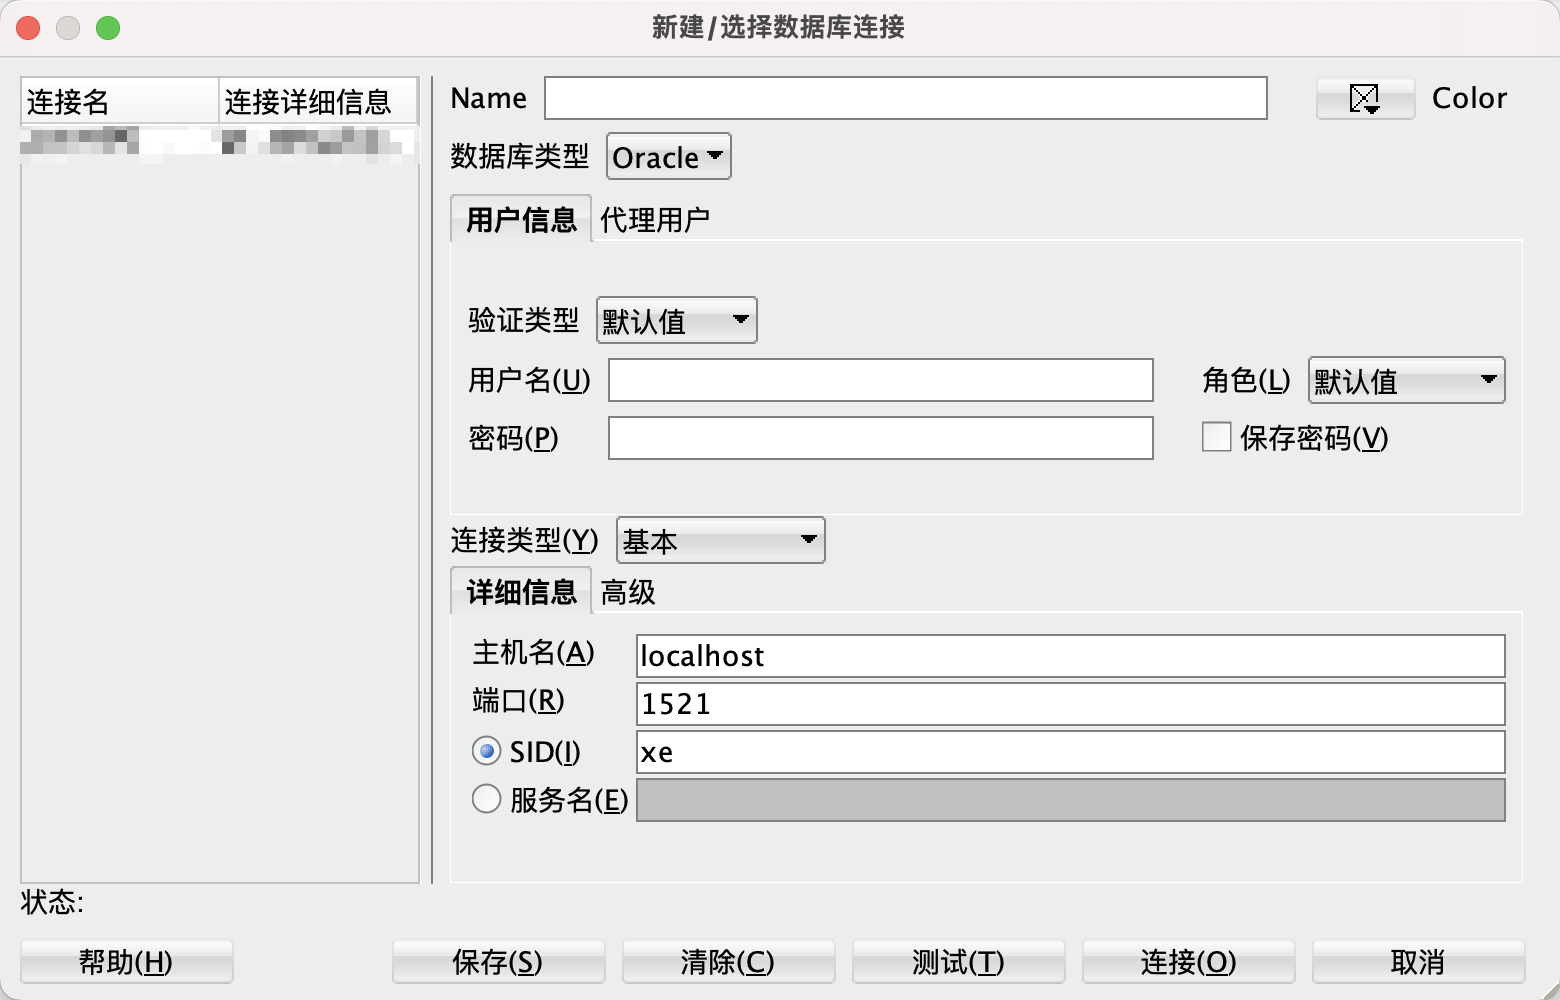 新建/选择数据库连接
连接名 连接详细信息
Name Color
数据库类型 Oracle
用户信息 代理用户
验证类型 默认值
用户名(U) 角色(L) 默认值
密码(P) 保存密码(V)
连接类型(Y) 基本
详细信息 高级
主机名(A) localhost
端口(R) 1521
SID(I) xe
服务名(E)
状态:
帮助(H) 保存(S) 清除(C) 测试(T) 连接(O) 取消